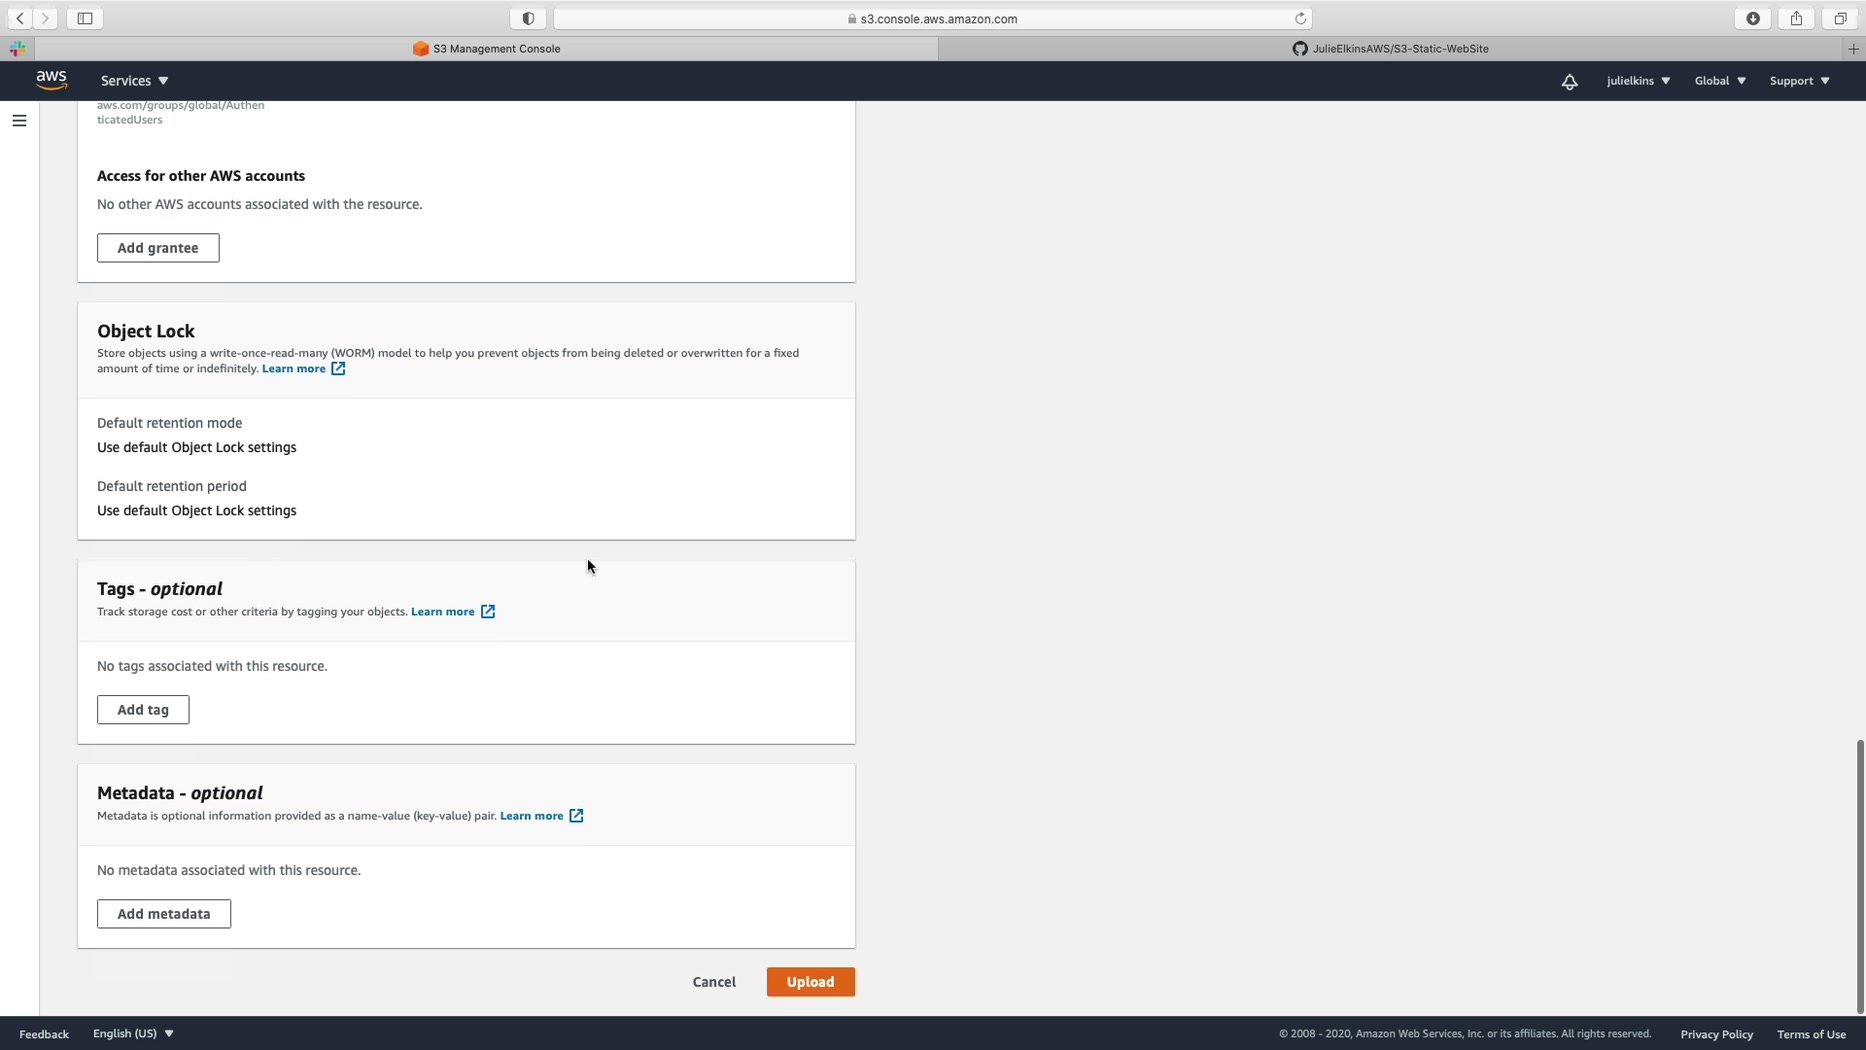 s3.console.aws.amazon.com
S3 Management Console
JulieElkinsAWS/S3-Static-WebSite
aws
Services
julielkins
Global
Support
aws.com/groups/global/Authen
ticatedUsers
Access for other AWS accounts
No other AWS accounts associated with the resource.
Add grantee
Object Lock
Store objects using a write-once-read-many (WORM) model to help you prevent objects from being deleted or overwritten for a fixed
amount of time or indefinitely. Learn more
Default retention mode
Use default Object Lock settings
Default retention period
Use default Object Lock settings
Tags - optional
Track storage cost or other criteria by tagging your objects. Learn more
No tags associated with this resource.
Add tag
Metadata - optional
Metadata is optional information provided as a name-value (key-value) pair. Learn more
No metadata associated with this resource.
Add metadata
Cancel
Upload
Feedback
English (US)
© 2008 - 2020, Amazon Web Services, Inc. or its affiliates. All rights reserved.
Privacy Policy
Terms of Use